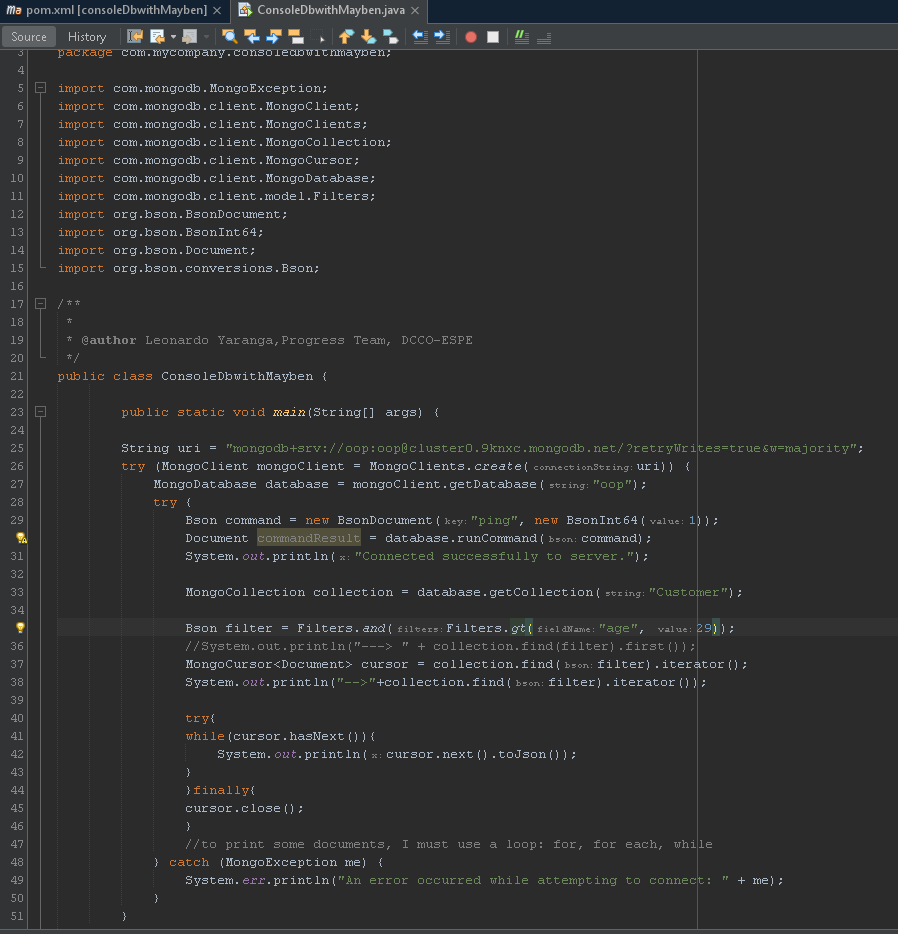 pom.xml [consoleDbwithMayben] ConsoleDbwithMayben.java
Source History
3 package com.mycompany.consoledbwithmayben;
4
5 import com.mongodb.MongoException;
6 import com.mongodb.client.MongoClient;
7 import com.mongodb.client.MongoClients;
8 import com.mongodb.client.MongoCollection;
9 import com.mongodb.client.MongoCursor;
10 import com.mongodb.client.MongoDatabase;
11 import com.mongodb.client.model.Filters;
12 import org.bson.BsonDocument;
13 import org.bson.BsonInt64;
14 import org.bson.Document;
15 import org.bson.conversions.Bson;
16
17 /**
18 *
19 * @author Leonardo Yaranga,Progress Team, DCCO-ESPE
20 */
21 public class ConsoleDbwithMayben {
22
23 public static void main(String[] args) {
24
25 String uri = "mongodb+srv://oop:oop@cluster0.9knxc.mongodb.net/?retryWrites=true&w=majority";
26 try (MongoClient mongoClient = MongoClients.create(connectionString:uri)) {
27 MongoDatabase database = mongoClient.getDatabase(string:"oop");
28 try {
29 Bson command = new BsonDocument(key:"ping", new BsonInt64(value:1));
Document commandResult = database.runCommand(bson:command);
31 System.out.println(x:"Connected successfully to server.");
32
33 MongoCollection collection = database.getCollection(string:"Customer");
34
Bson filter = Filters.and(filters:Filters.gt(fieldName:"age", value:29));
36 //System.out.println("---> " + collection.find(filter).first());
37 MongoCursor<Document> cursor = collection.find(bson:filter).iterator();
38 System.out.println("-->"+collection.find(bson:filter).iterator());
39
40 try{
41 while(cursor.hasNext()){
42 System.out.println(x:cursor.next().toJson());
43 }
44 }finally{
45 cursor.close();
46 }
47 //to print some documents, I must use a loop: for, for each, while
48 } catch (MongoException me) {
49 System.err.println("An error occurred while attempting to connect: " + me);
50 }
51 }